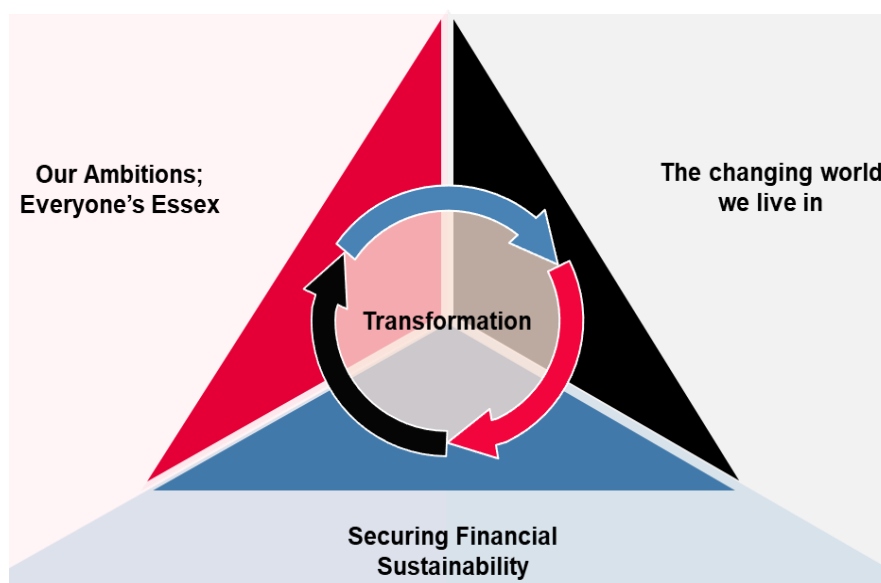 Our Ambitions;
Everyone's Essex
The changing world
we live in
Transformation
Securing Financial
Sustainability